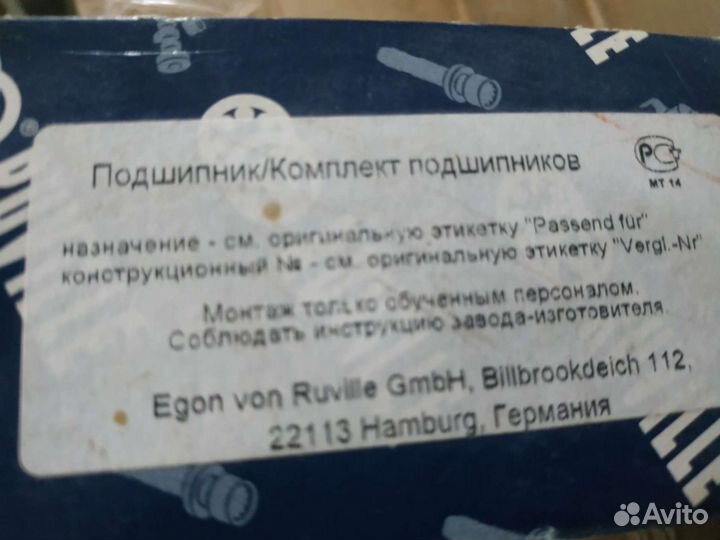 Подшипник/Комплект подшипников
РС
МТ 14
назначение - см. оригинальную этикетку "Passend für"
конструкционный № - см. оригинальную этикетку "Vergl.-Nr"
Монтаж только обученным персоналом.
Соблюдать инструкцию завода-изготовителя.
Egon von Ruville GmbH, Billbrookdeich 112,
22113 Hamburg, Германия
Avito